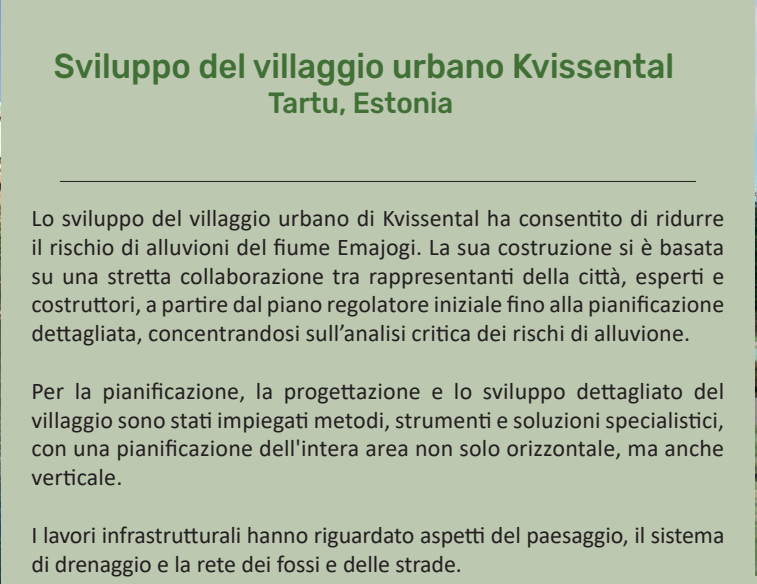 Sviluppo del villaggio urbano Kvissental
Tartu, Estonia
Lo sviluppo del villaggio urbano di Kvissental ha consentito di ridurre
il rischio di alluvioni del fiume Emajogi. La sua costruzione si è basata
su una stretta collaborazione tra rappresentanti della città, esperti e
costruttori, a partire dal piano regolatore iniziale fino alla pianificazione
dettagliata, concentrandosi sull’analisi critica dei rischi di alluvione.
Per la pianificazione, la progettazione e lo sviluppo dettagliato del
villaggio sono stati impiegati metodi, strumenti e soluzioni specialistici,
con una pianificazione dell'intera area non solo orizzontale, ma anche
verticale.
I lavori infrastrutturali hanno riguardato aspetti del paesaggio, il sistema
di drenaggio e la rete dei fossi e delle strade.